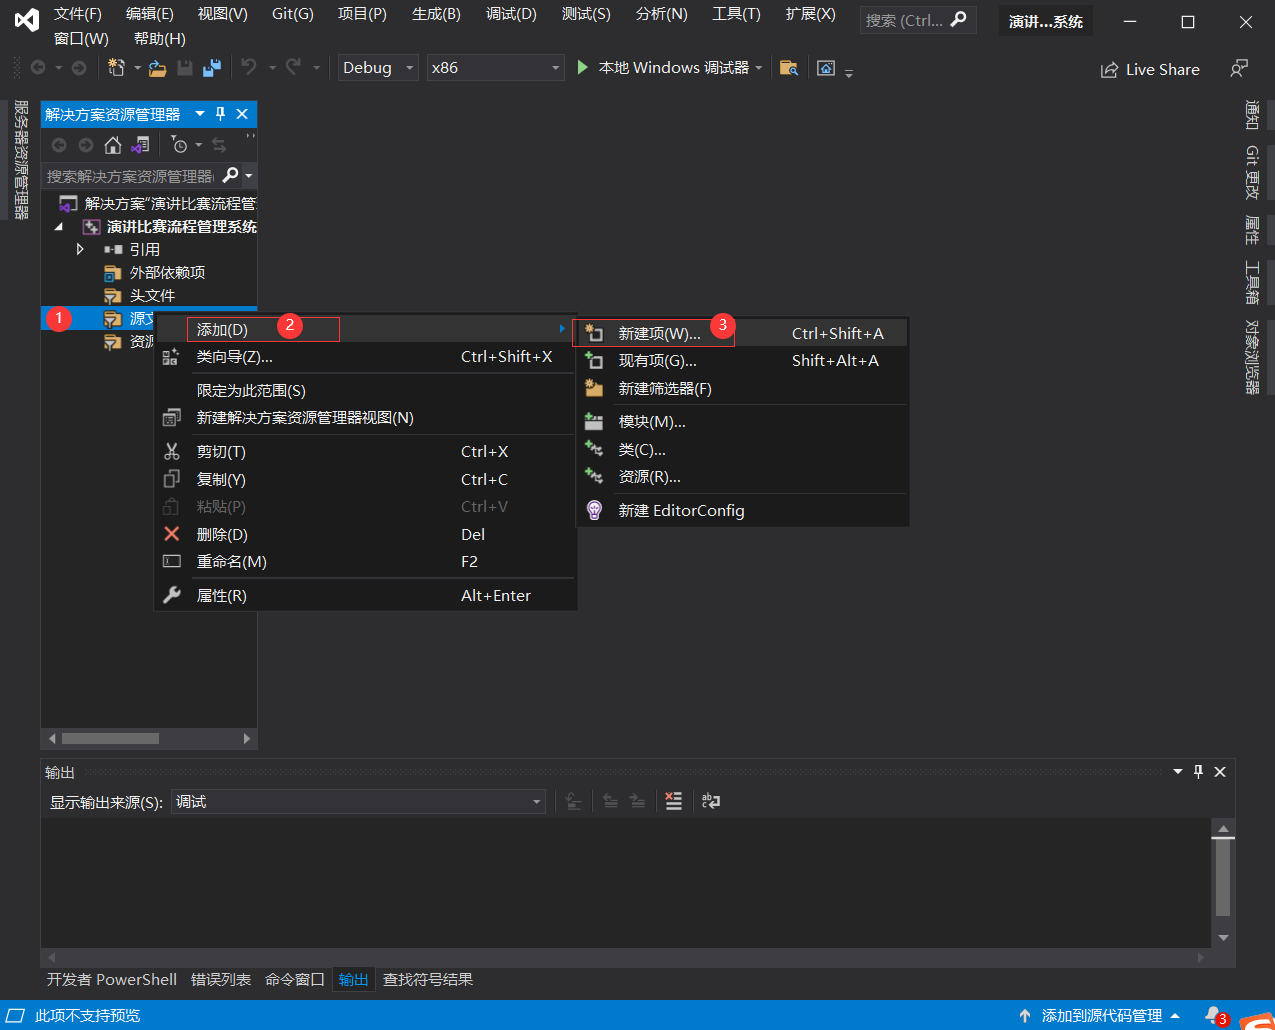 文件(F) 编辑(E) 视图(V) Git(G) 项目(P) 生成(B) 调试(D) 测试(S) 分析(N) 工具(T) 扩展(X) 搜索 (Ctrl... 演讲...系统
窗口(W) 帮助(H)
Debug x86 本地 Windows 调试器 Live Share
服务器资源管理器
解决方案资源管理器
搜索解决方案资源管理器(
解决方案"演讲比赛流程管
演讲比赛流程管理系统
引用
外部依赖项
头文件
1 源文
资源
添加(D) 2
类向导(Z)... Ctrl+Shift+X
限定为此范围(S)
新建解决方案资源管理器视图(N)
剪切(T) Ctrl+X
复制(Y) Ctrl+C
粘贴(P) Ctrl+V
删除(D) Del
重命名(M) F2
属性(R) Alt+Enter
新建项(W)... 3 Ctrl+Shift+A
现有项(G)... Shift+Alt+A
新建筛选器(F)
模块(M)...
类(C)...
资源(R)...
新建 EditorConfig
通知
Git 更改
属性
工具箱
对象浏览器
输出
显示输出来源(S): 调试
开发者 PowerShell 错误列表 命令窗口 输出 查找符号结果
此项不支持预览 添加到源代码管理 3